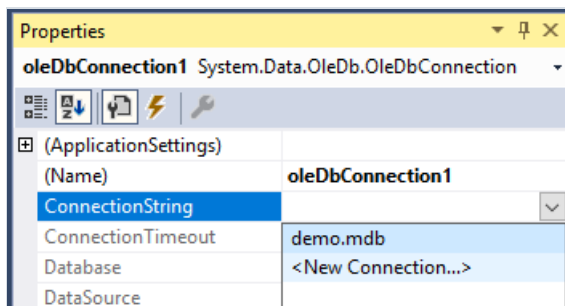 Properties
oleDbConnection1 System.Data.OleDb.OleDbConnection
(ApplicationSettings)
(Name) oleDbConnection1
ConnectionString
ConnectionTimeout demo.mdb
Database <New Connection...>
DataSource